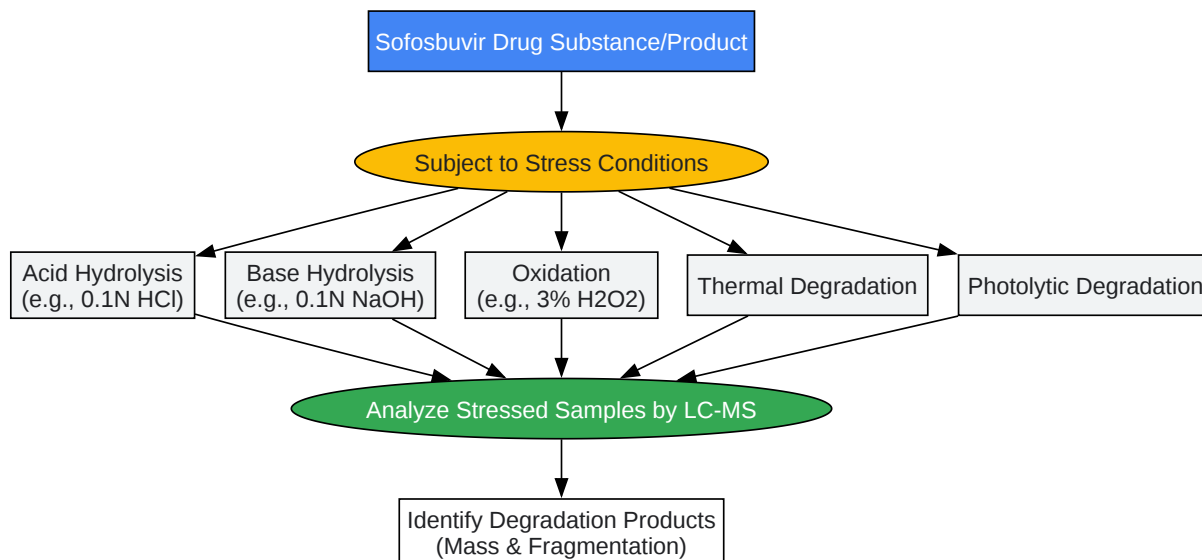 Sofosbuvir Drug Substance/Product
Subject to Stress Conditions
Acid Hydrolysis
(e.g., 0.1N HCl)
Base Hydrolysis
(e.g., 0.1N NaOH)
Oxidation
(e.g., 3% H2O2)
Thermal Degradation
Photolytic Degradation
Analyze Stressed Samples by LC-MS
Identify Degradation Products
(Mass & Fragmentation)